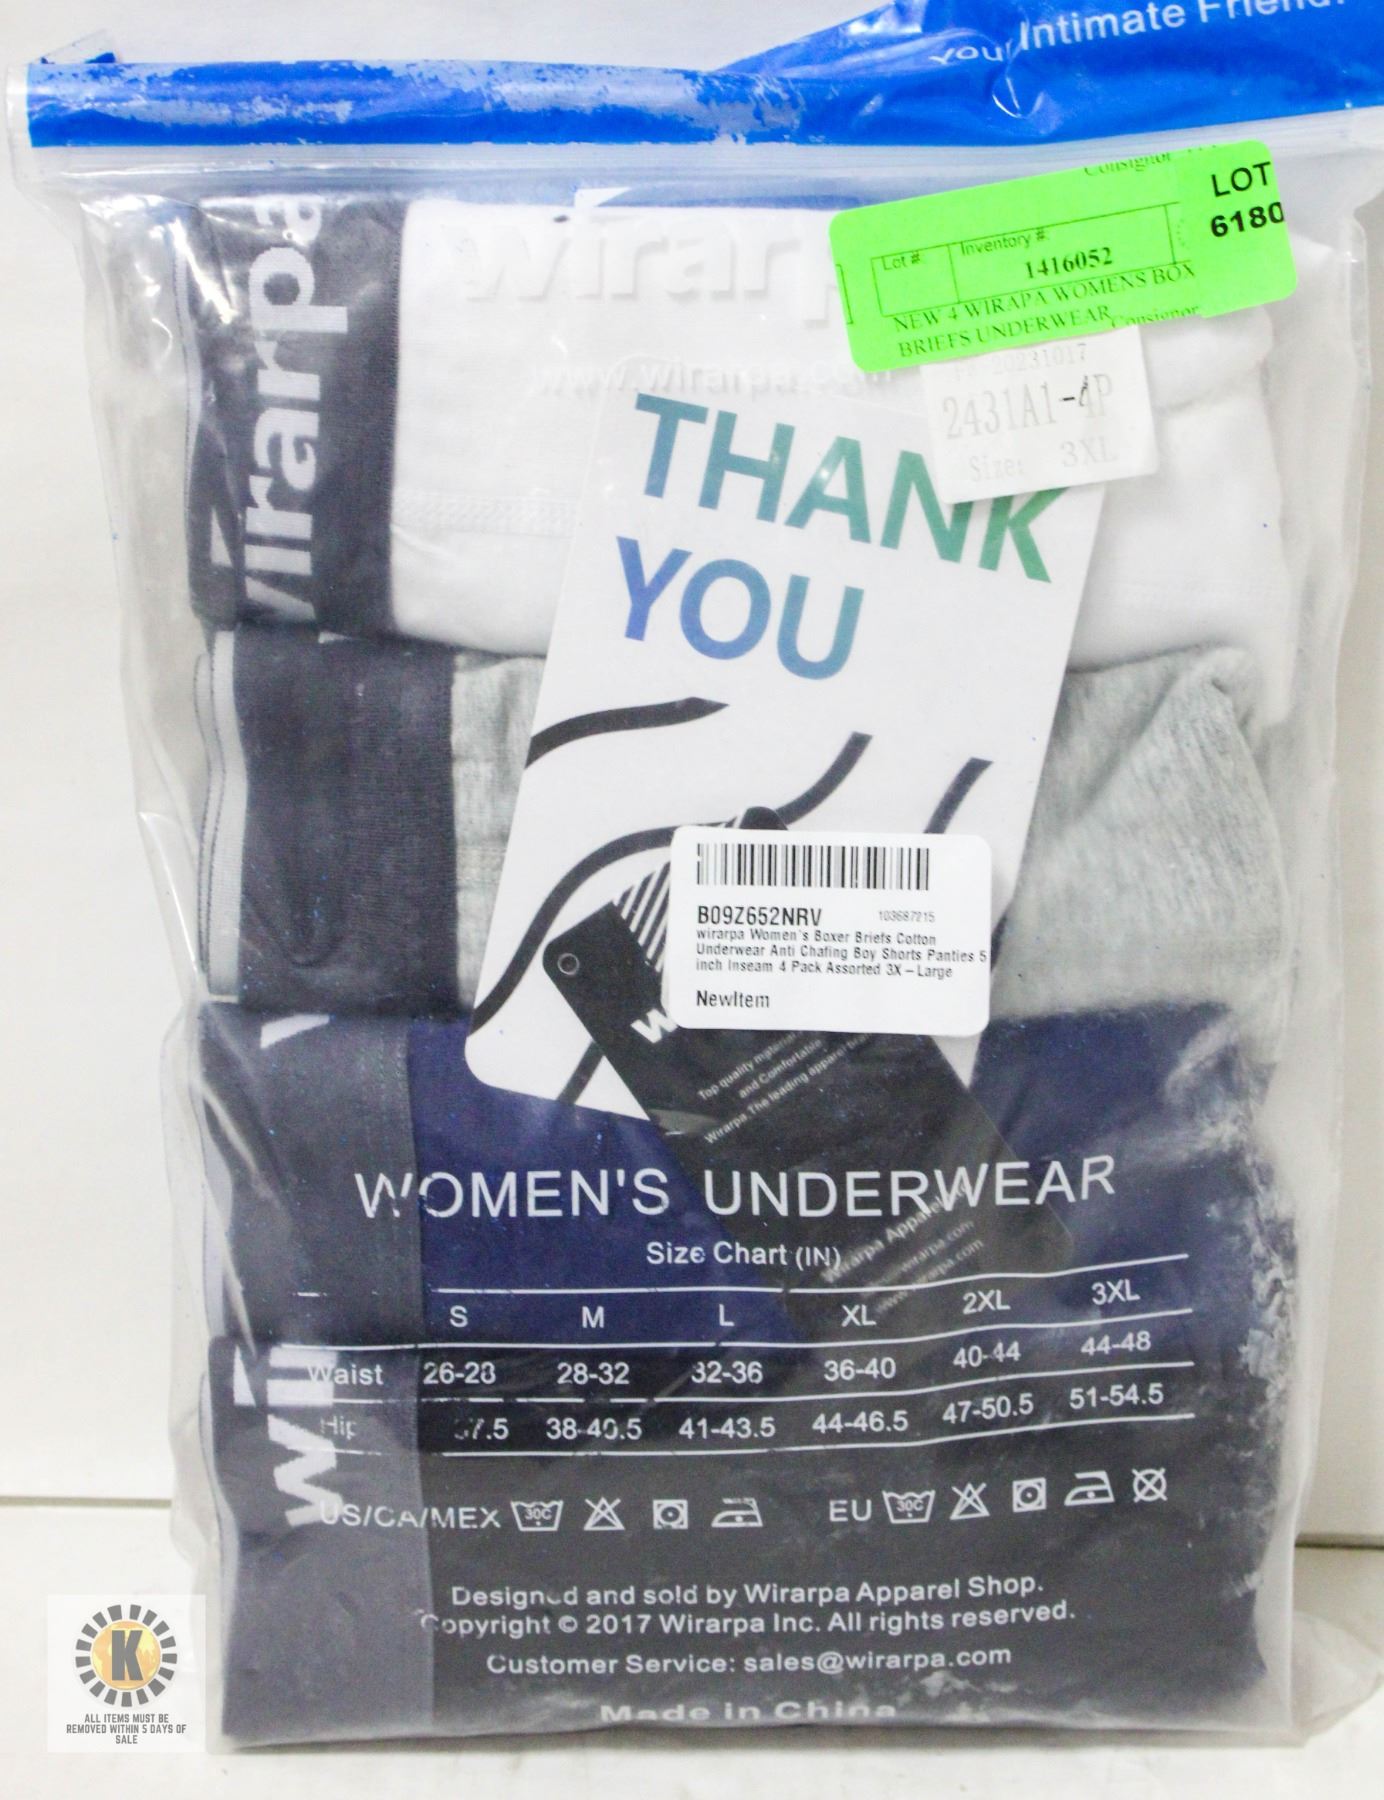 Your Intimate Friend.
wirarpa
LOT
6180
Lot #
Inventory #:
1416052
NEW 4 WIRAPA WOMENS BOX
BRIEFS UNDERWEAR
Consignor
wirarp
www.wirarpa.com
20231017
2431A1-4P
Size: 3XL
THANK
YOU
B09Z652NRV 103687215
wirarpa Women's Boxer Briefs Cotton
Underwear Anti Chafing Boy Shorts Panties 5
inch Inseam 4 Pack Assorted 3X – Large
NewItem
Top quality material
and Comfortable
Wirarpa The leading apparel
Wirarpa Apparel
www.wirarpa.com
WOMEN'S UNDERWEAR
Size Chart (IN)
S M L XL 2XL 3XL
Waist 26-28 28-32 32-36 36-40 40-44 44-48
Hip 37.5 38-40.5 41-43.5 44-46.5 47-50.5 51-54.5
US/CA/MEX 30C EU 30C
Designed and sold by Wirarpa Apparel Shop.
Copyright © 2017 Wirarpa Inc. All rights reserved.
Customer Service: sales@wirarpa.com
Made in China
K
ALL ITEMS MUST BE
REMOVED WITHIN 5 DAYS OF
SALE